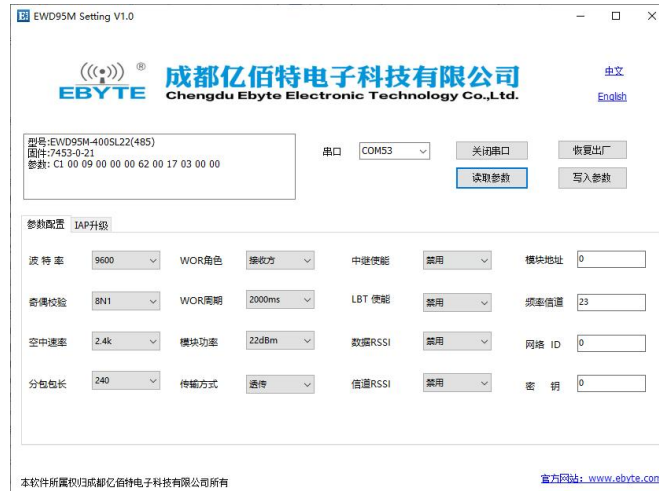 EWD95M Setting V1.0
EBYTE ® 成都亿佰特电子科技有限公司
Chengdu Ebyte Electronic Technology Co.,Ltd.
中文
English
型号:EWD95M-400SL22(485)
固件:7453-0-21
参数: C1 00 09 00 00 00 62 00 17 03 00 00
串口 COM53 关闭串口 恢复出厂
读取参数 写入参数
参数配置 IAP升级
波 特 率 9600 WOR角色 接收方 中继使能 禁用 模块地址 0
奇偶校验 8N1 WOR周期 2000ms LBT 使能 禁用 频率信道 23
空中速率 2.4k 模块功率 22dBm 数据RSSI 禁用 网络 ID 0
分包包长 240 传输方式 透传 信道RSSI 禁用 密 钥 0
本软件所属权归成都亿佰特电子科技有限公司所有 官方网站: www.ebyte.com